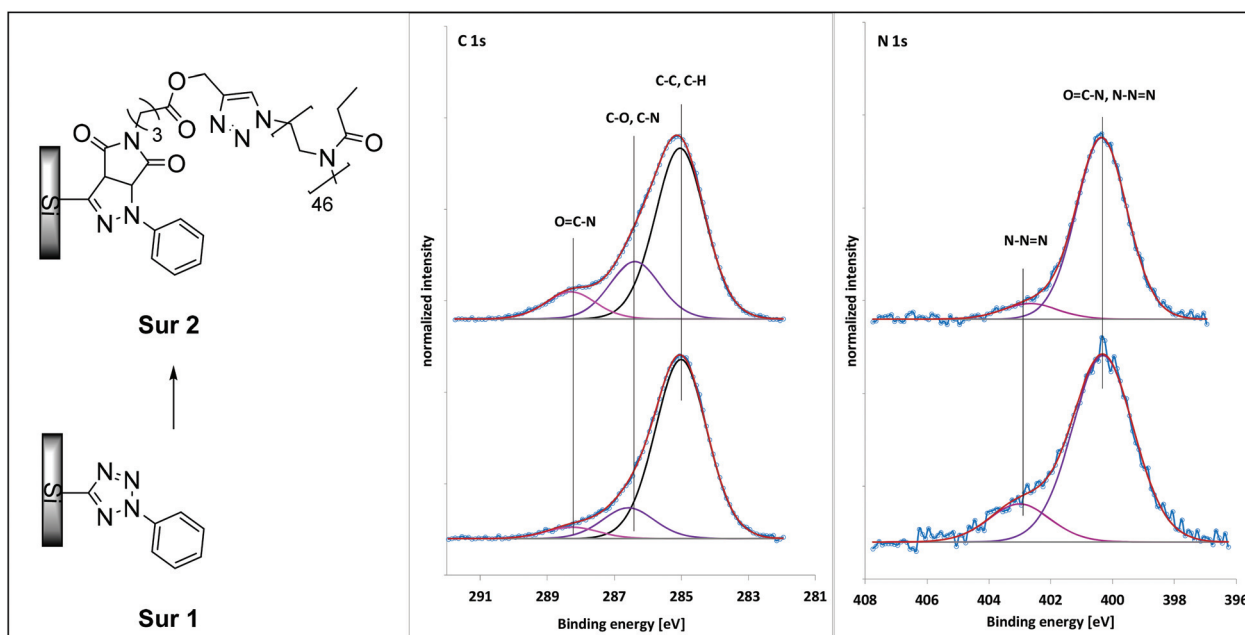 O
O
N
N
N
3
O
N
O
N
O
46
Si
N
N
Sur 2
Si
N
N
N
N
Sur 1
C 1s
C-C, C-H
C-O, C-N
O=C-N
normalized intensity
291
289
287
285
283
281
Binding energy [eV]
N 1s
O=C-N, N-N=N
N-N=N
normalized intensity
408
406
404
402
400
398
396
Binding energy [eV]